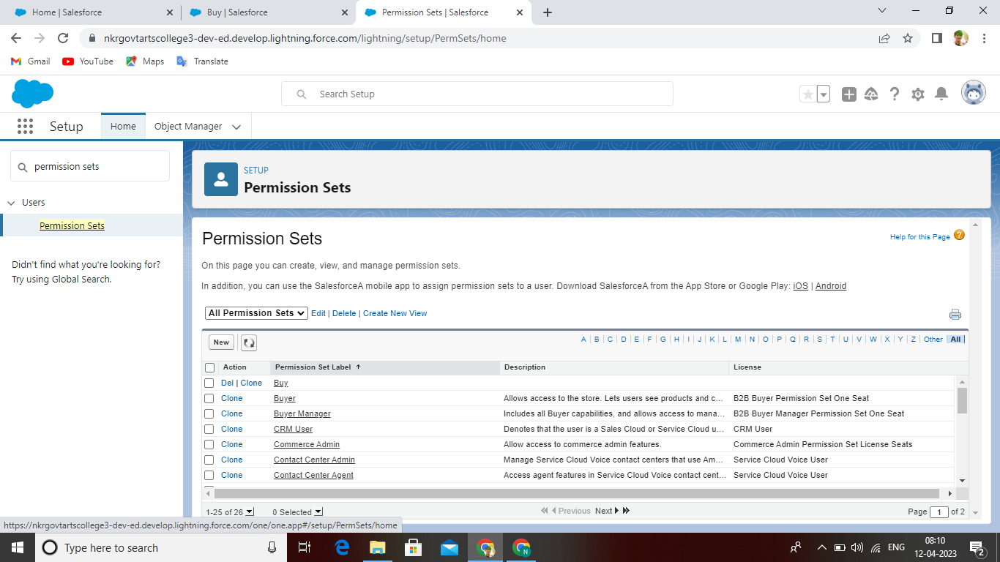 Home | Salesforce
Buy | Salesforce
Permission Sets | Salesforce
nkrgovtartscollege3-dev-ed.develop.lightning.force.com/lightning/setup/PermSets/home
Gmail YouTube Maps Translate
Search Setup
Setup Home Object Manager
permission sets
Users
Permission Sets
Didn't find what you're looking for?
Try using Global Search.
SETUP
Permission Sets
Permission Sets
Help for this Page ?
On this page you can create, view, and manage permission sets.
In addition, you can use the SalesforceA mobile app to assign permission sets to a user. Download SalesforceA from the App Store or Google Play: iOS | Android
All Permission Sets Edit | Delete | Create New View
New A | B | C | D | E | F | G | H | I | J | K | L | M | N | O | P | Q | R | S | T | U | V | W | X | Y | Z | Other | All |
Action Permission Set Label ↑ Description License
Del | Clone Buy
Clone Buyer Allows access to the store. Lets users see products and c... B2B Buyer Permission Set One Seat
Clone Buyer Manager Includes all Buyer capabilities, and allows access to mana... B2B Buyer Manager Permission Set One Seat
Clone CRM User Denotes that the user is a Sales Cloud or Service Cloud u... CRM User
Clone Commerce Admin Allow access to commerce admin features. Commerce Admin Permission Set License Seats
Clone Contact Center Admin Manage Service Cloud Voice contact centers that use Am... Service Cloud Voice User
Clone Contact Center Agent Access agent features in Service Cloud Voice contact cent... Service Cloud Voice User
1-25 of 26 0 Selected Previous Next Page 1 of 2
https://nkrgovtartscollege3-dev-ed.develop.lightning.force.com/one/one.app#/setup/PermSets/home
Type here to search
N
ENG
08:10
12-04-2023
2